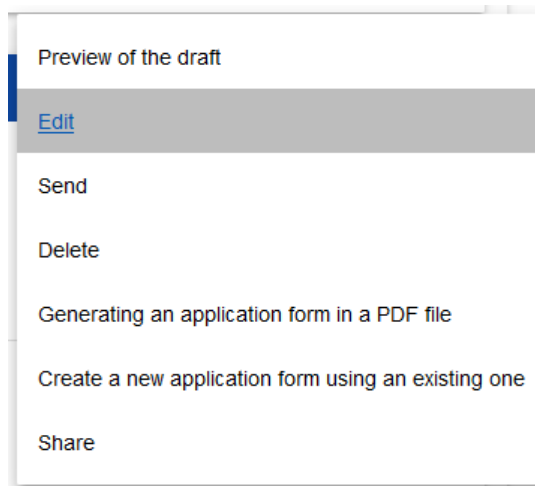 Preview of the draft
Edit
Send
Delete
Generating an application form in a PDF file
Create a new application form using an existing one
Share